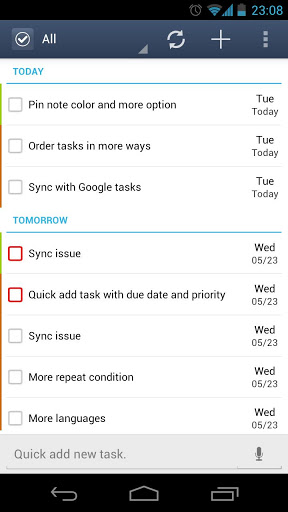 23:08
All
TODAY
Pin note color and more option
Tue
Today
Order tasks in more ways
Tue
Today
Sync with Google tasks
Tue
Today
TOMORROW
Sync issue
Wed
05/23
Quick add task with due date and priority
Wed
05/23
Sync issue
Wed
05/23
More repeat condition
Wed
05/23
More languages
Wed
05/23
Quick add new task.